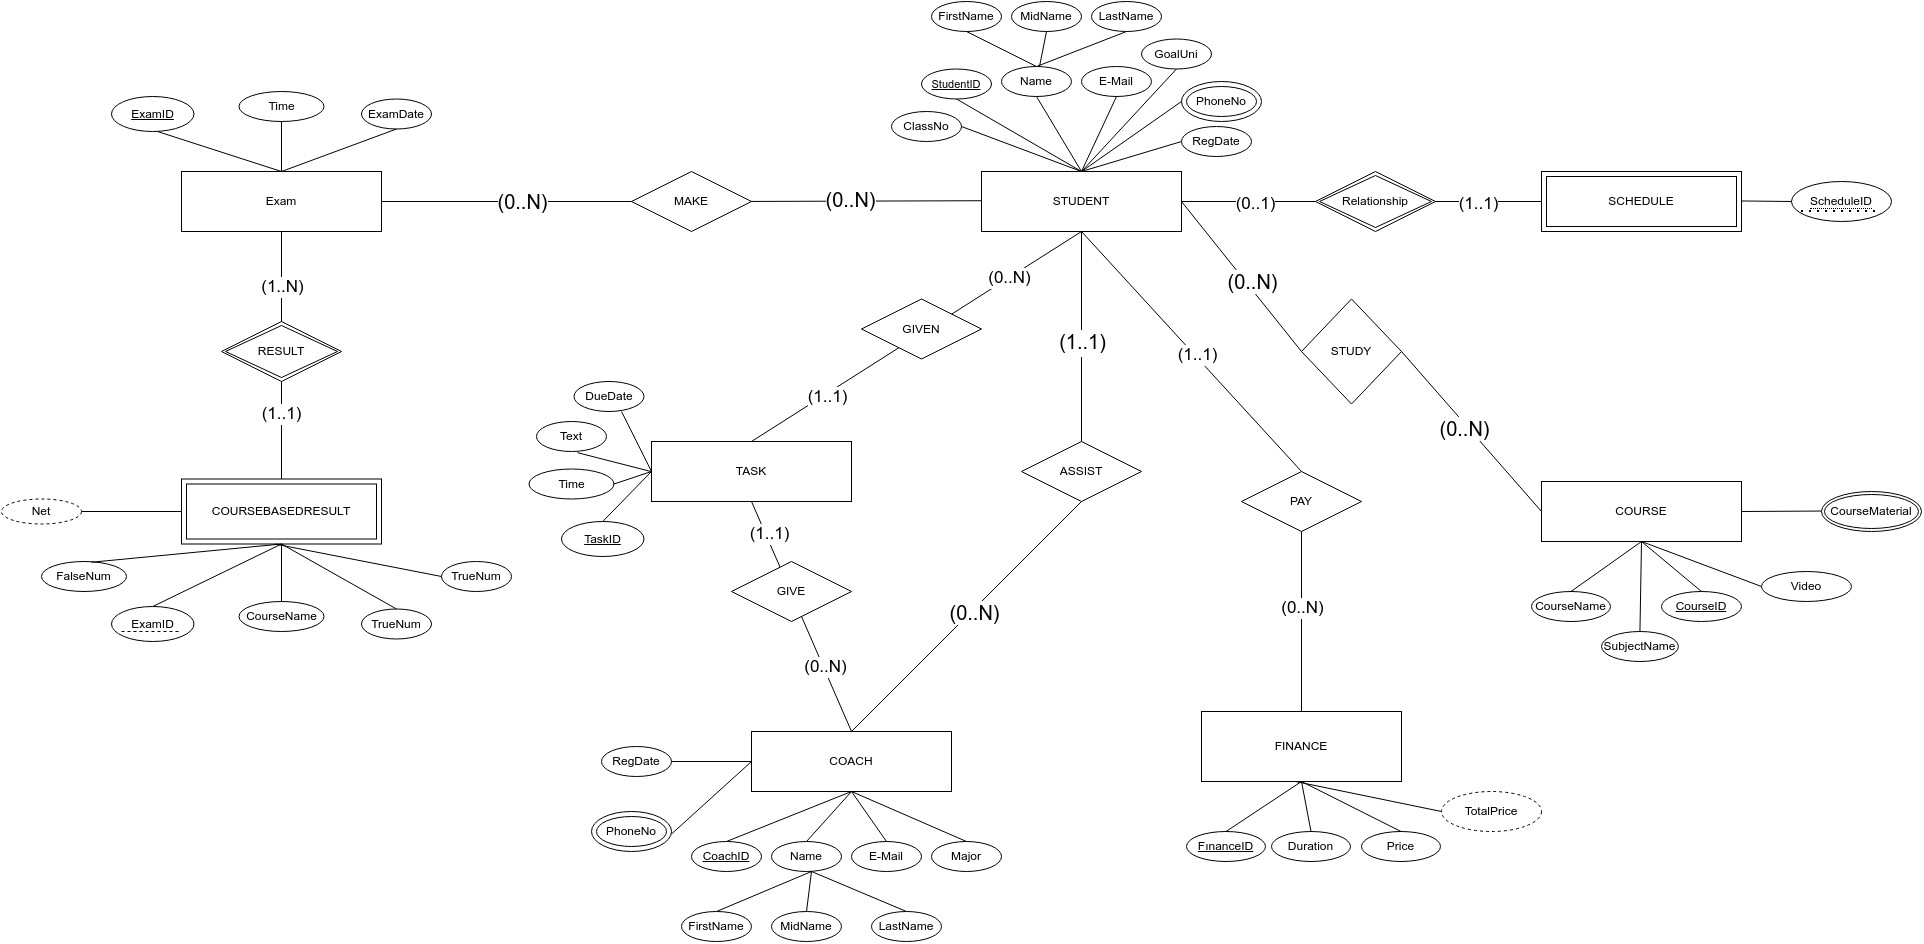 FirstName
MidName
LastName
GoalUni
StudentID
Name
E-Mail
PhoneNo
ClassNo
RegDate
ExamID
Time
ExamDate
Exam
(0..N)
MAKE
(0..N)
STUDENT
(0..1)
Relationship
(1..1)
SCHEDULE
ScheduleID
(1..N)
RESULT
(1..1)
(0..N)
GIVEN
(1..1)
(1..1)
(1..1)
(0..N)
STUDY
(0..N)
DueDate
Text
Time
TaskID
TASK
ASSIST
PAY
COURSE
CourseMaterial
CourseName
CourseID
Video
SubjectName
Net
COURSEBASEDRESULT
FalseNum
ExamID
CourseName
TrueNum
TrueNum
(1..1)
GIVE
(0..N)
(0..N)
(0..N)
RegDate
COACH
FINANCE
PhoneNo
CoachID
Name
E-Mail
Major
FirstName
MidName
LastName
FınanceID
Duration
Price
TotalPrice